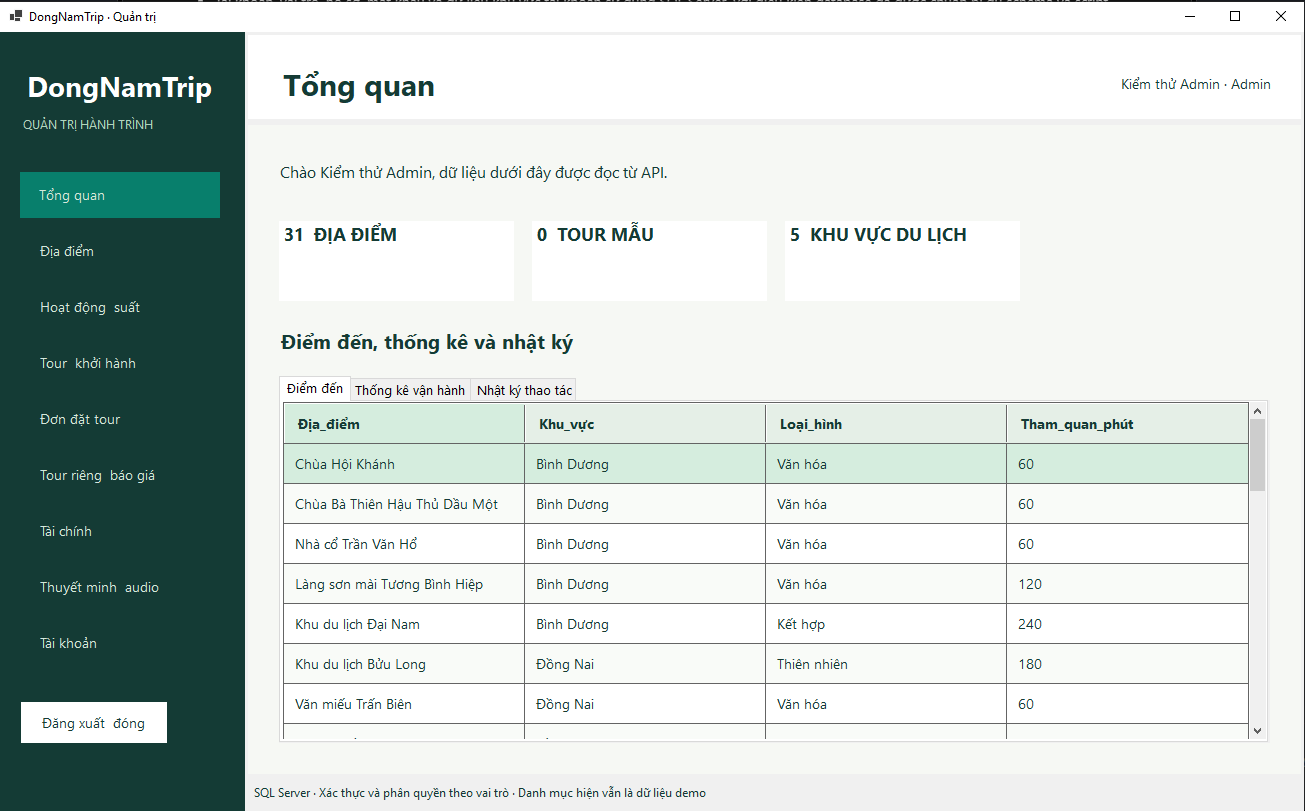 DongNamTrip · Quản trị
DongNamTrip
QUẢN TRỊ HÀNH TRÌNH
Tổng quan
Địa điểm
Hoạt động  suất
Tour  khởi hành
Đơn đặt tour
Tour riêng  báo giá
Tài chính
Thuyết minh  audio
Tài khoản
Đăng xuất  đóng
Tổng quan
Kiểm thử Admin · Admin
Chào Kiểm thử Admin, dữ liệu dưới đây được đọc từ API.
31  ĐỊA ĐIỂM
0  TOUR MẪU
5  KHU VỰC DU LỊCH
Điểm đến, thống kê và nhật ký
Điểm đến  Thống kê vận hành  Nhật ký thao tác
Địa_điểm  Khu_vực  Loại_hình  Tham_quan_phút
Chùa Hội Khánh  Bình Dương  Văn hóa  60
Chùa Bà Thiên Hậu Thủ Dầu Một  Bình Dương  Văn hóa  60
Nhà cổ Trần Văn Hổ  Bình Dương  Văn hóa  60
Làng sơn mài Tương Bình Hiệp  Bình Dương  Văn hóa  120
Khu du lịch Đại Nam  Bình Dương  Kết hợp  240
Khu du lịch Bửu Long  Đồng Nai  Thiên nhiên  180
Văn miếu Trấn Biên  Đồng Nai  Văn hóa  60
SQL Server · Xác thực và phân quyền theo vai trò · Danh mục hiện vẫn là dữ liệu demo